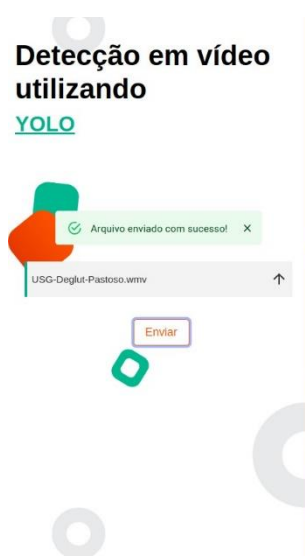 Detecção em vídeo
utilizando
YOLO
Arquivo enviado com sucesso!
USG-Deglut-Pastoso.wmv
Enviar